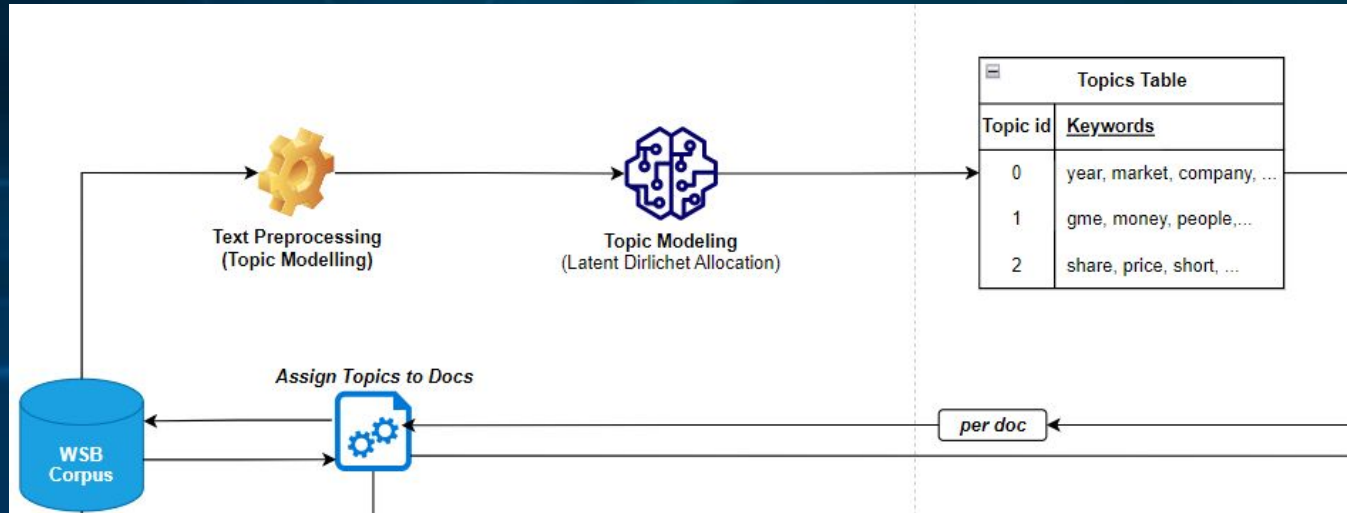 Topics Table
Topic id Keywords
0 year, market, company, ...
1 gme, money, people,...
2 share, price, short, ...
Text Preprocessing
(Topic Modelling)
Topic Modeling
(Latent Dirlichet Allocation)
Assign Topics to Docs
per doc
WSB
Corpus